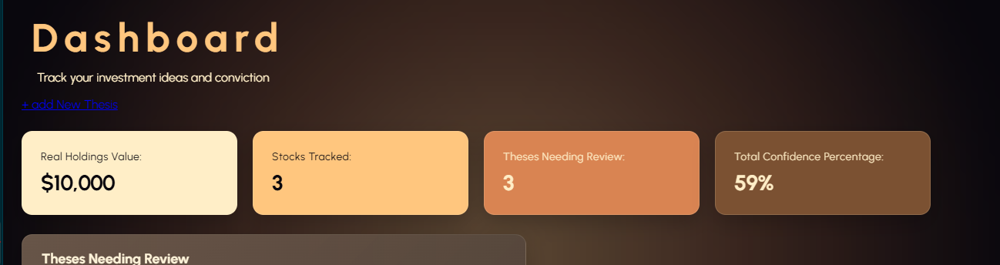 Dashboard
Track your investment ideas and conviction
+ add New Thesis
Real Holdings Value:
$10,000
Stocks Tracked:
3
Theses Needing Review:
3
Total Confidence Percentage:
59%
Theses Needing Review